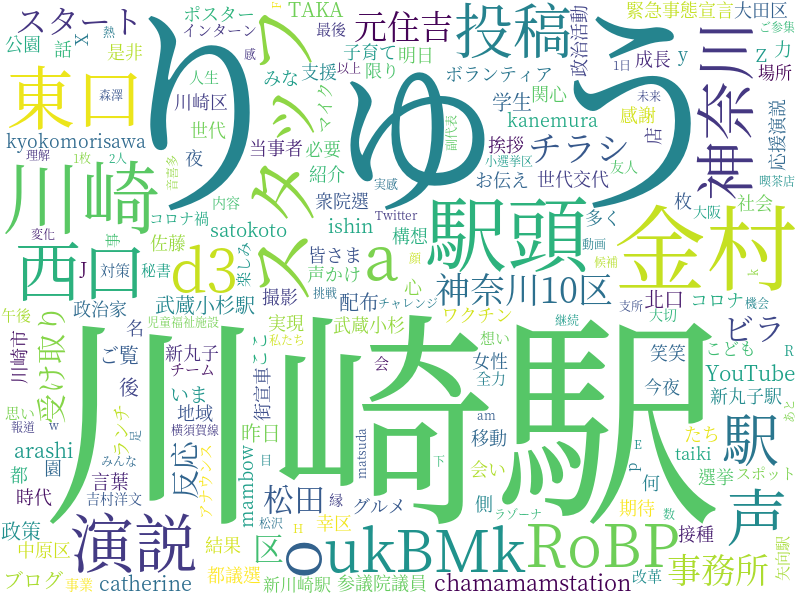 スタート
ポスター
TAKA
最後
F
緊急事態宣言
大田区
ご参集
熱
X
インターン
感
投稿
公園
話
是非
元住吉
子育て
明日
政治活動
成長
y
Z
カ
東口
りゅう
スタッフ
みな
支援
限り
ボランティア
1日
未来
場所
神奈川
森澤
人生
以上
マイク
学生
関心
感謝
店
応援演説
川崎区
世代
副代表
kanemura
kyokomorisawa
夜
当事者
必要
挨拶
チラシ
小選挙区
友人
理解
1枚
2人
音喜多
紹介
お伝え
世代交代
喫茶店
川崎
内容
実感
衆院選
枚
社会
コロナ禍
Twitter
多く
大阪
変化
事
satokoto
ishin
駅頭
金村
西口
佐藤
楽しみ
皆さま
構想
動画
顔
d3
a
声かけ
候補
k
J
対策
秘書
心
神奈川10区
撮影
挑戦
配布
チャレンジ
支所
北口
コロナ
機会
政治家
武蔵小杉駅
午後
受け取り
名
児童福祉施設
実現
武蔵小杉
ワクチン
想い
継続
大切
ビラ
川崎市
ご覧
新丸子
私たち
街宣車
ここ
川崎駅
女性
笑笑
こども
R
チーム
後
会
全力
今夜
YouTube
思い
w
ランチ
いま
地域
am
新丸子駅
あえ
報道
足
横須賀線
昨日
移動
たち
駅
arashi
みんな
反応
アナウンス
matsuda
下
E
p
taiki
都
園
言葉
目
mambow
会い
何
選挙
スポット
時代
吉村洋文
松田
縁
グルメ
側
期待
声
政策
演説
松沢
H
幸区
ラゾーナ
数
接種
中原区
結果
区
oukBMk
RoBP
矢向駅
ブログ
事業
catherine
都議選
新川崎駅
参議院議員
chamamamstation
改革
事務所